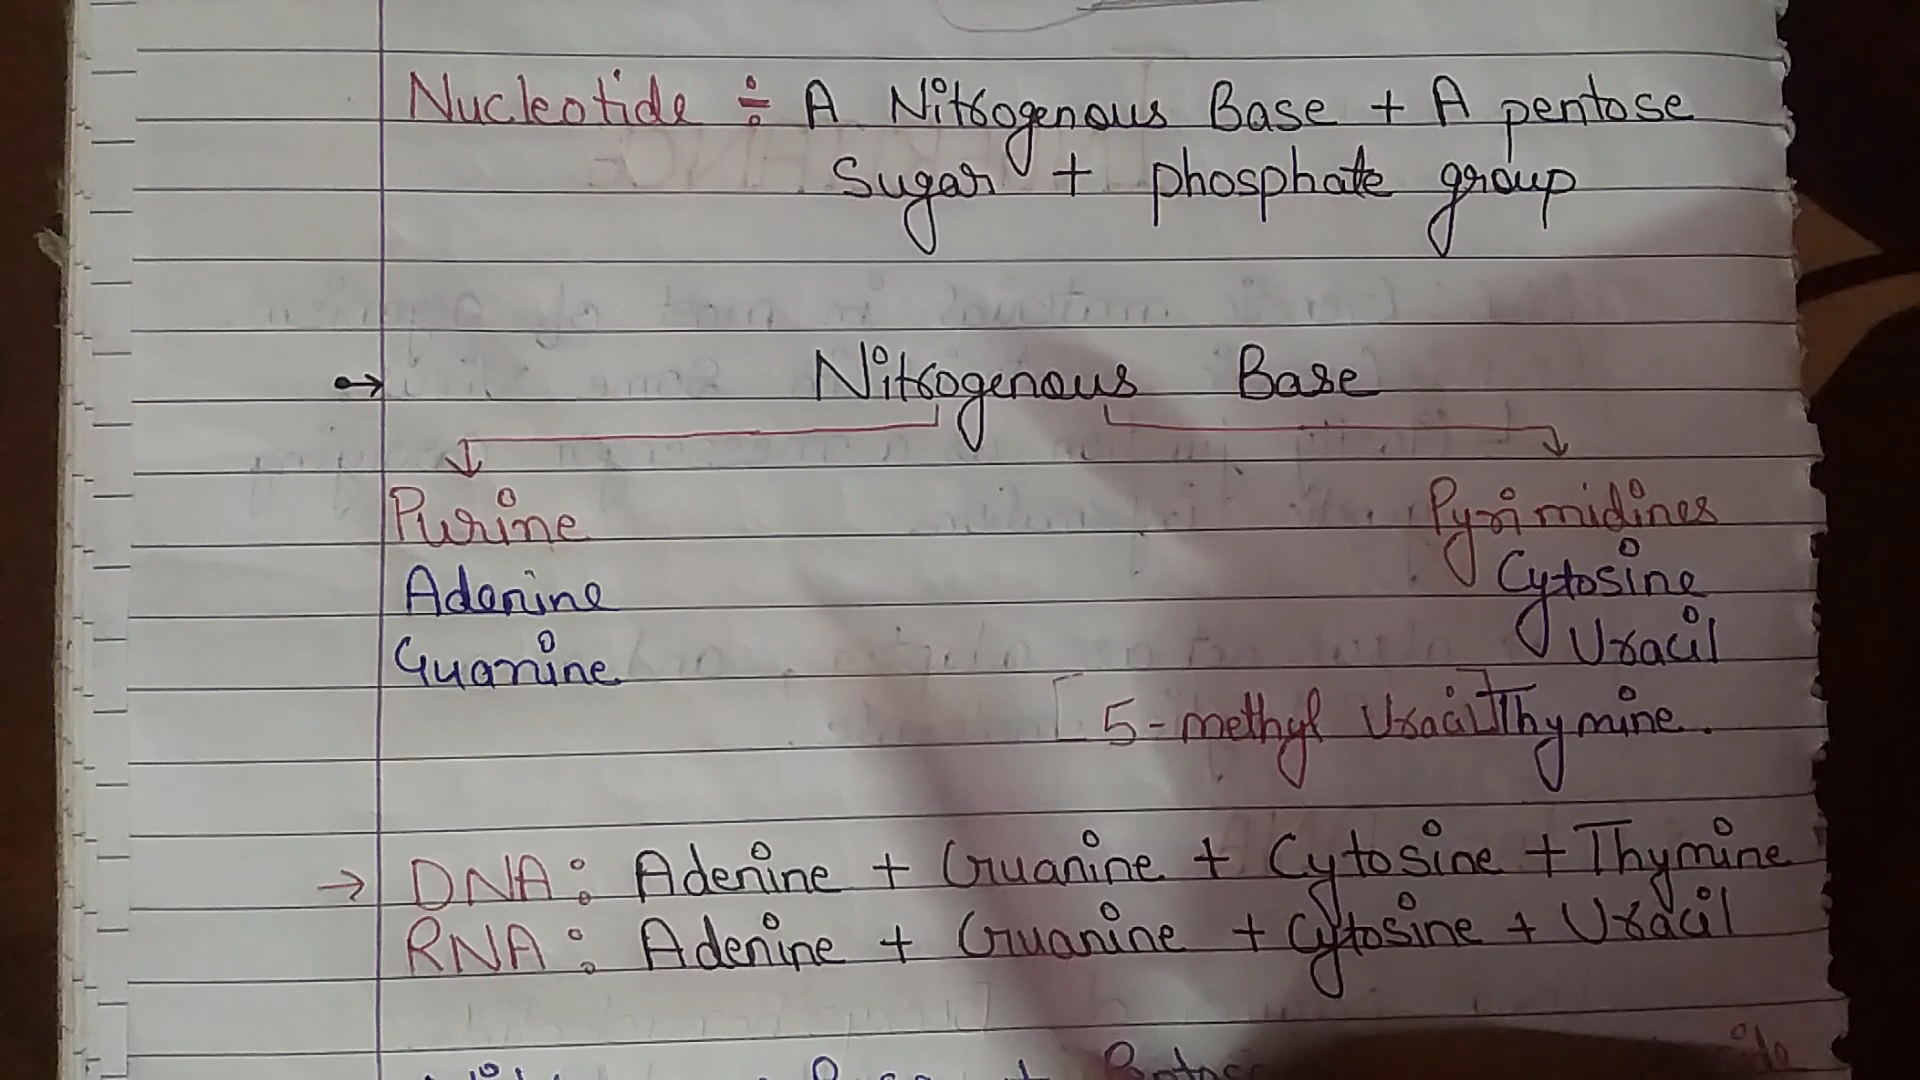 Nucleotide ÷ A Nitrogenous Base + A pentose
Sugar + phosphate group
Nitrogenous Base
Purine
Pyrimidines
Adenine
Cytosine
Guanine
Uracil
[5-methyl Uracil] Thymine.
→ DNA: Adenine + Guanine + Cytosine + Thymine
RNA: Adenine + Guanine + Cytosine + Uracil